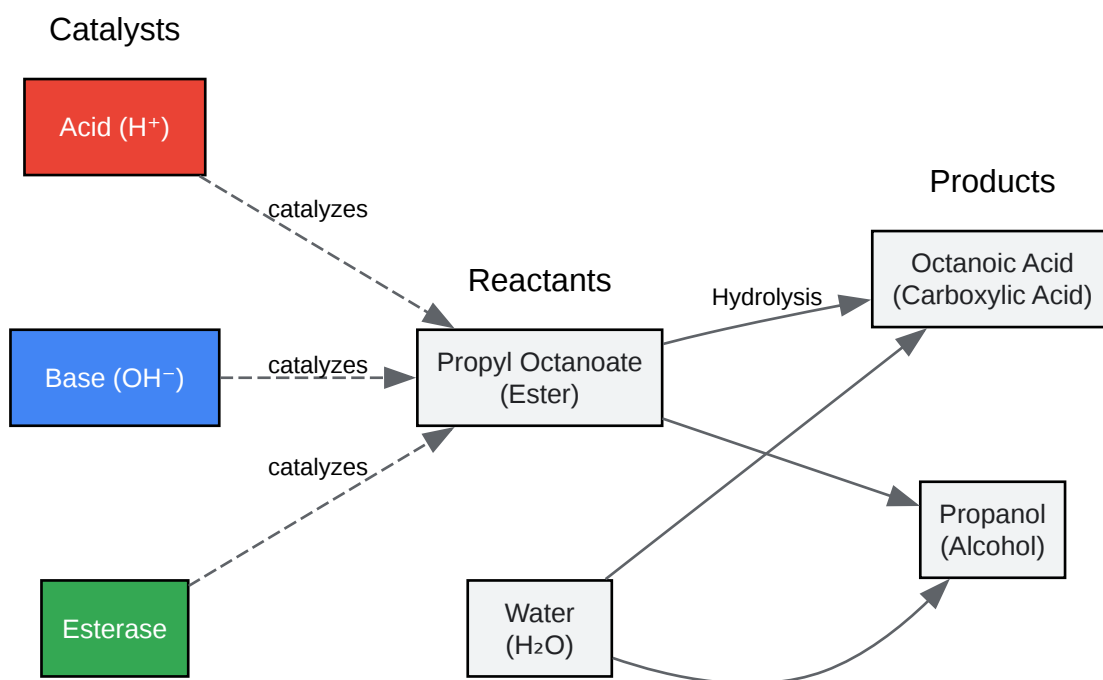 Catalysts
Acid (H⁺)
catalyzes
Products
Octanoic Acid
(Carboxylic Acid)
Reactants
Hydrolysis
Base (OH⁻)
catalyzes
Propyl Octanoate
(Ester)
catalyzes
Propanol
(Alcohol)
Esterase
Water
(H₂O)